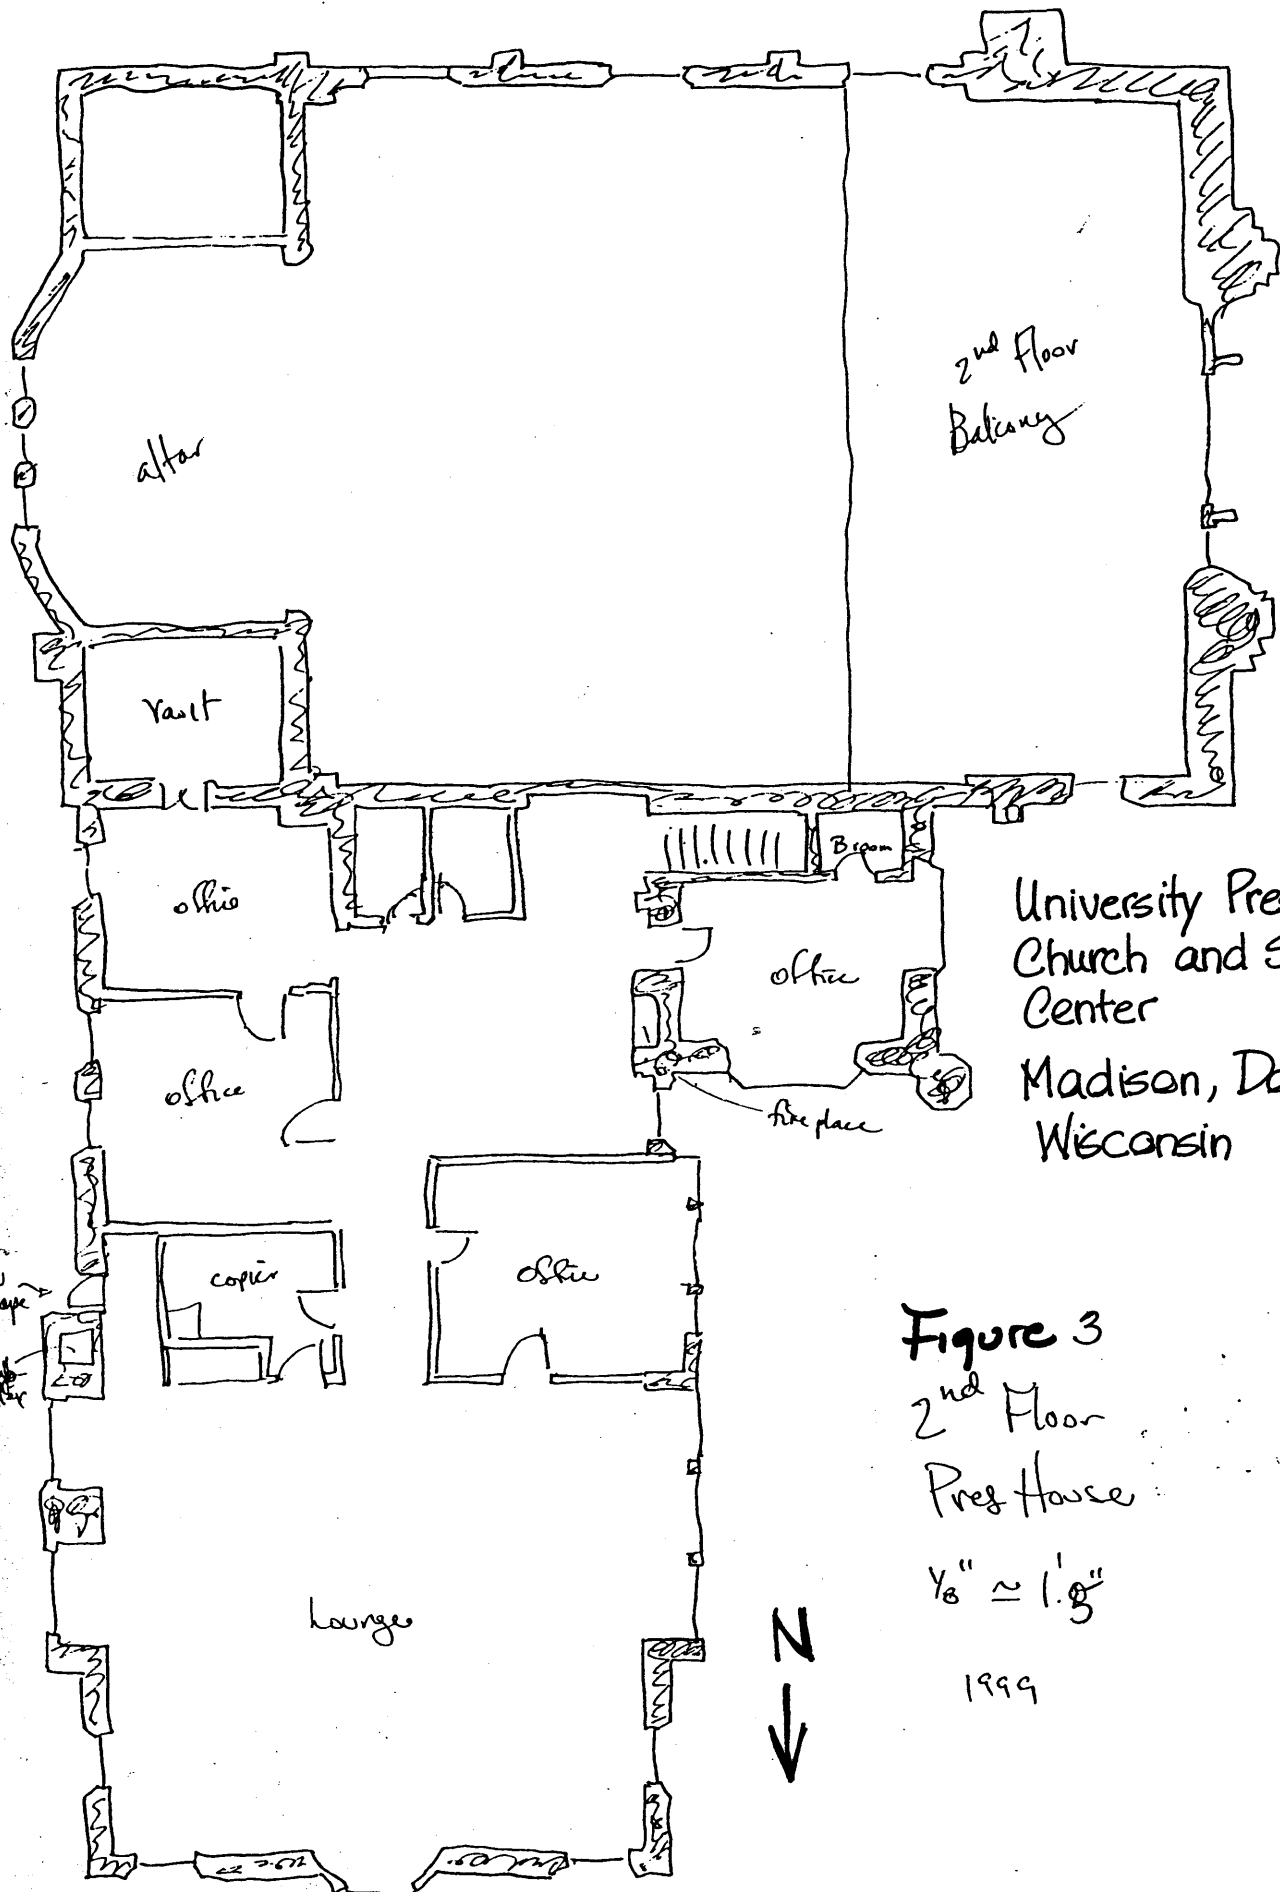 2nd Floor
Balcony
altar
Vault
office
Broom
office
office
fireplace
copier
office
Lounge
University Pre
Church and S
Center
Madison, Da
Wisconsin
Figure 3
2nd Floor
Pres House
1/8" ≃ 1'.8"
1999
N